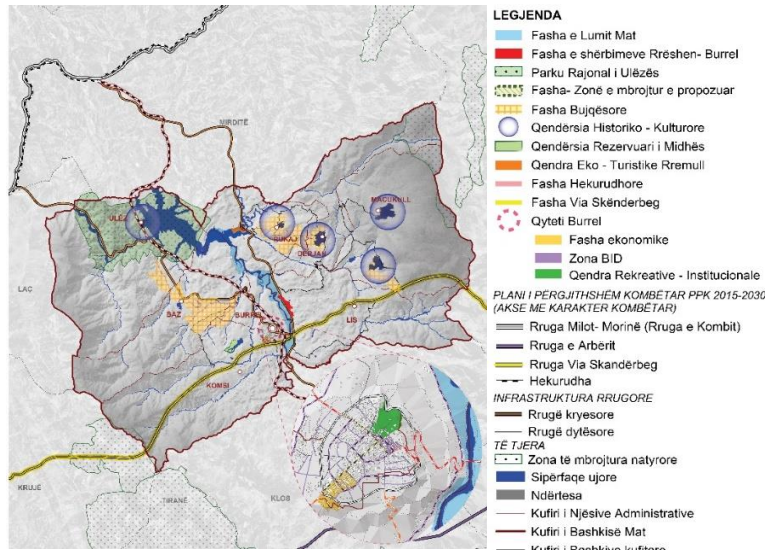 LEGJENDA
Fasha e Lumit Mat
Fasha e shërbimeve Rrëshen- Burrel
Parku Rajonal i Ulëzës
Fasha- Zonë e mbrojtur e propozuar
Fasha Bujqësore
Qendërsia Historiko - Kulturore
Qendërsia Rezervuari i Midhës
Qendra Eko - Turistike Rremull
Fasha Hekurudhore
Fasha Via Skënderbeg
Qyteti Burrel
Fasha ekonomike
Zona BID
Qendra Rekreative - Institucionale
PLANI I PËRGJITHSHËM KOMBËTAR PPK 2015-2030
(AKSE ME KARAKTER KOMBËTAR)
Rruga Milot- Morinë (Rruga e Kombit)
Rruga e Arbërit
Rruga Via Skandërbeg
Hekurudha
INFRASTRUKTURA RRUGORE
Rrugë kryesore
Rrugë dytësore
TË TJERA
Zona të mbrojtura natyrore
Sipërfaqe ujore
Ndërtesa
Kufiri i Njësive Administrative
Kufiri i Bashkisë Mat
Kufiri i Bashkive kufitare
MIRDITË
MACUKULL
ULËZ
RUKAJ
DERJAN
LAÇ
BAZ
BURREL
LIS
KOMSI
KRUJË
TIRANË
KLOS